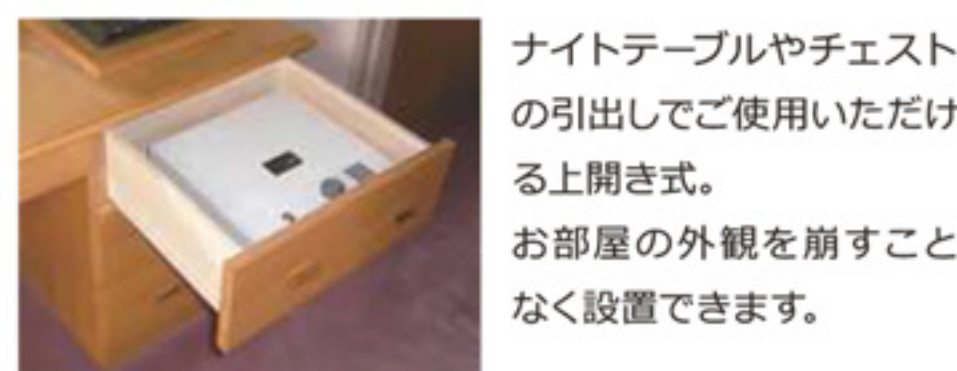 ナイトテーブルやチェスト
の引出しでご使用いただけ
る上開き式。
お部屋の外観を崩すこと
なく設置できます。